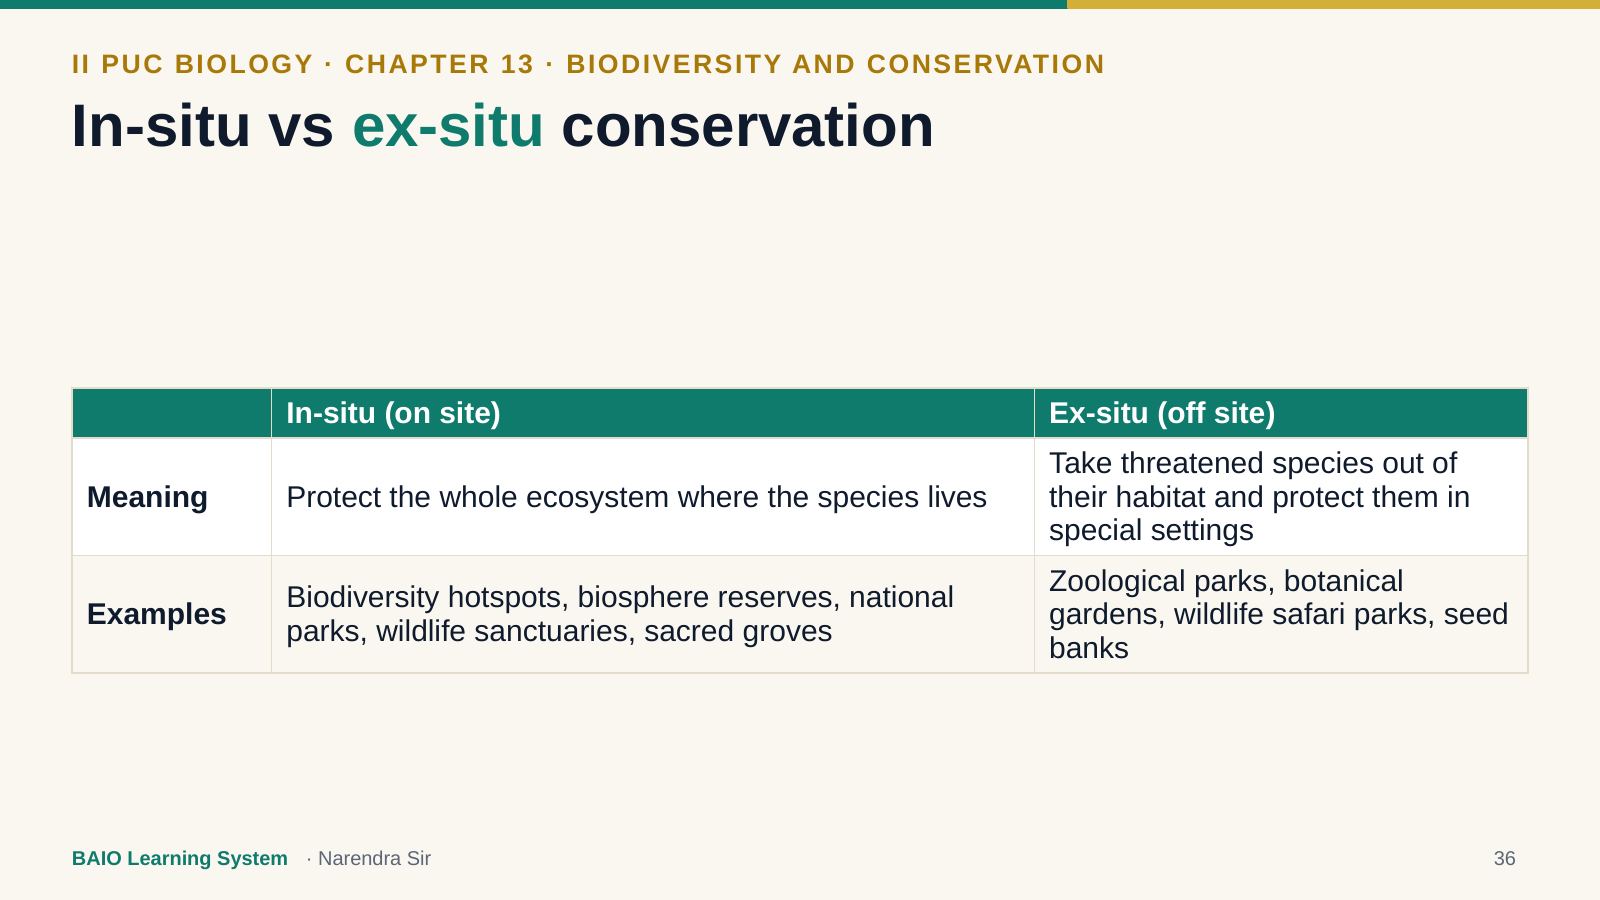 II PUC BIOLOGY · CHAPTER 13 · BIODIVERSITY AND CONSERVATION
In-situ vs ex-situ conservation
In-situ (on site)
Ex-situ (off site)
Meaning
Protect the whole ecosystem where the species lives
Take threatened species out of
their habitat and protect them in
special settings
Examples
Biodiversity hotspots, biosphere reserves, national
parks, wildlife sanctuaries, sacred groves
Zoological parks, botanical
gardens, wildlife safari parks, seed
banks
BAIO Learning System · Narendra Sir
36